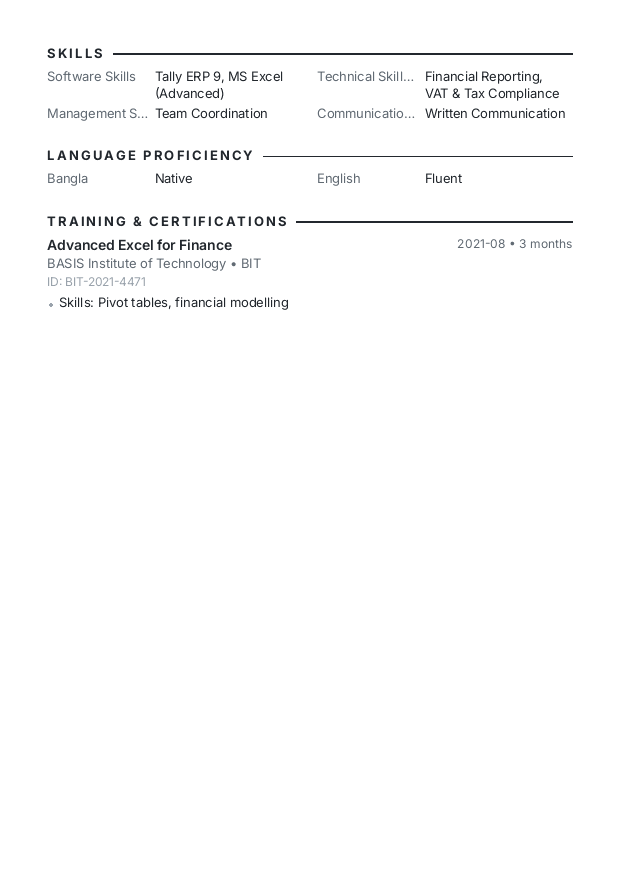 SKILLS
Software Skills Tally ERP 9, MS Excel (Advanced)
Technical Skill... Financial Reporting, VAT & Tax Compliance
Management S... Team Coordination
Communicatio... Written Communication
LANGUAGE PROFICIENCY
Bangla Native English Fluent
TRAINING & CERTIFICATIONS
Advanced Excel for Finance 2021-08 • 3 months
BASIS Institute of Technology • BIT
ID: BIT-2021-4471
• Skills: Pivot tables, financial modelling